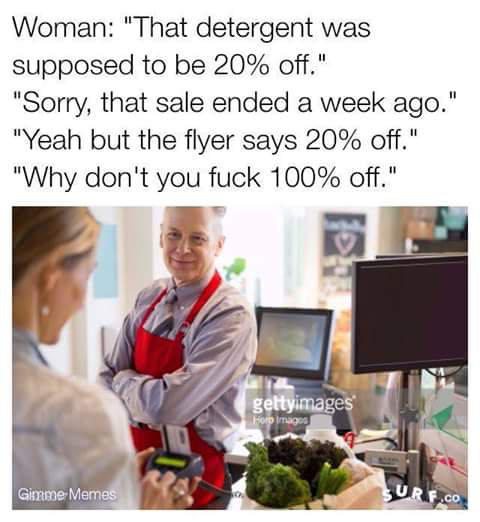 Woman: "That detergent was
supposed to be 20% off."
"Sorry, that sale ended a week ago."
"Yeah but the flyer says 20% off."
"Why don't you fuck 100% off."
gettyimages®
Hero Images
Gimme Memes
SURF.co